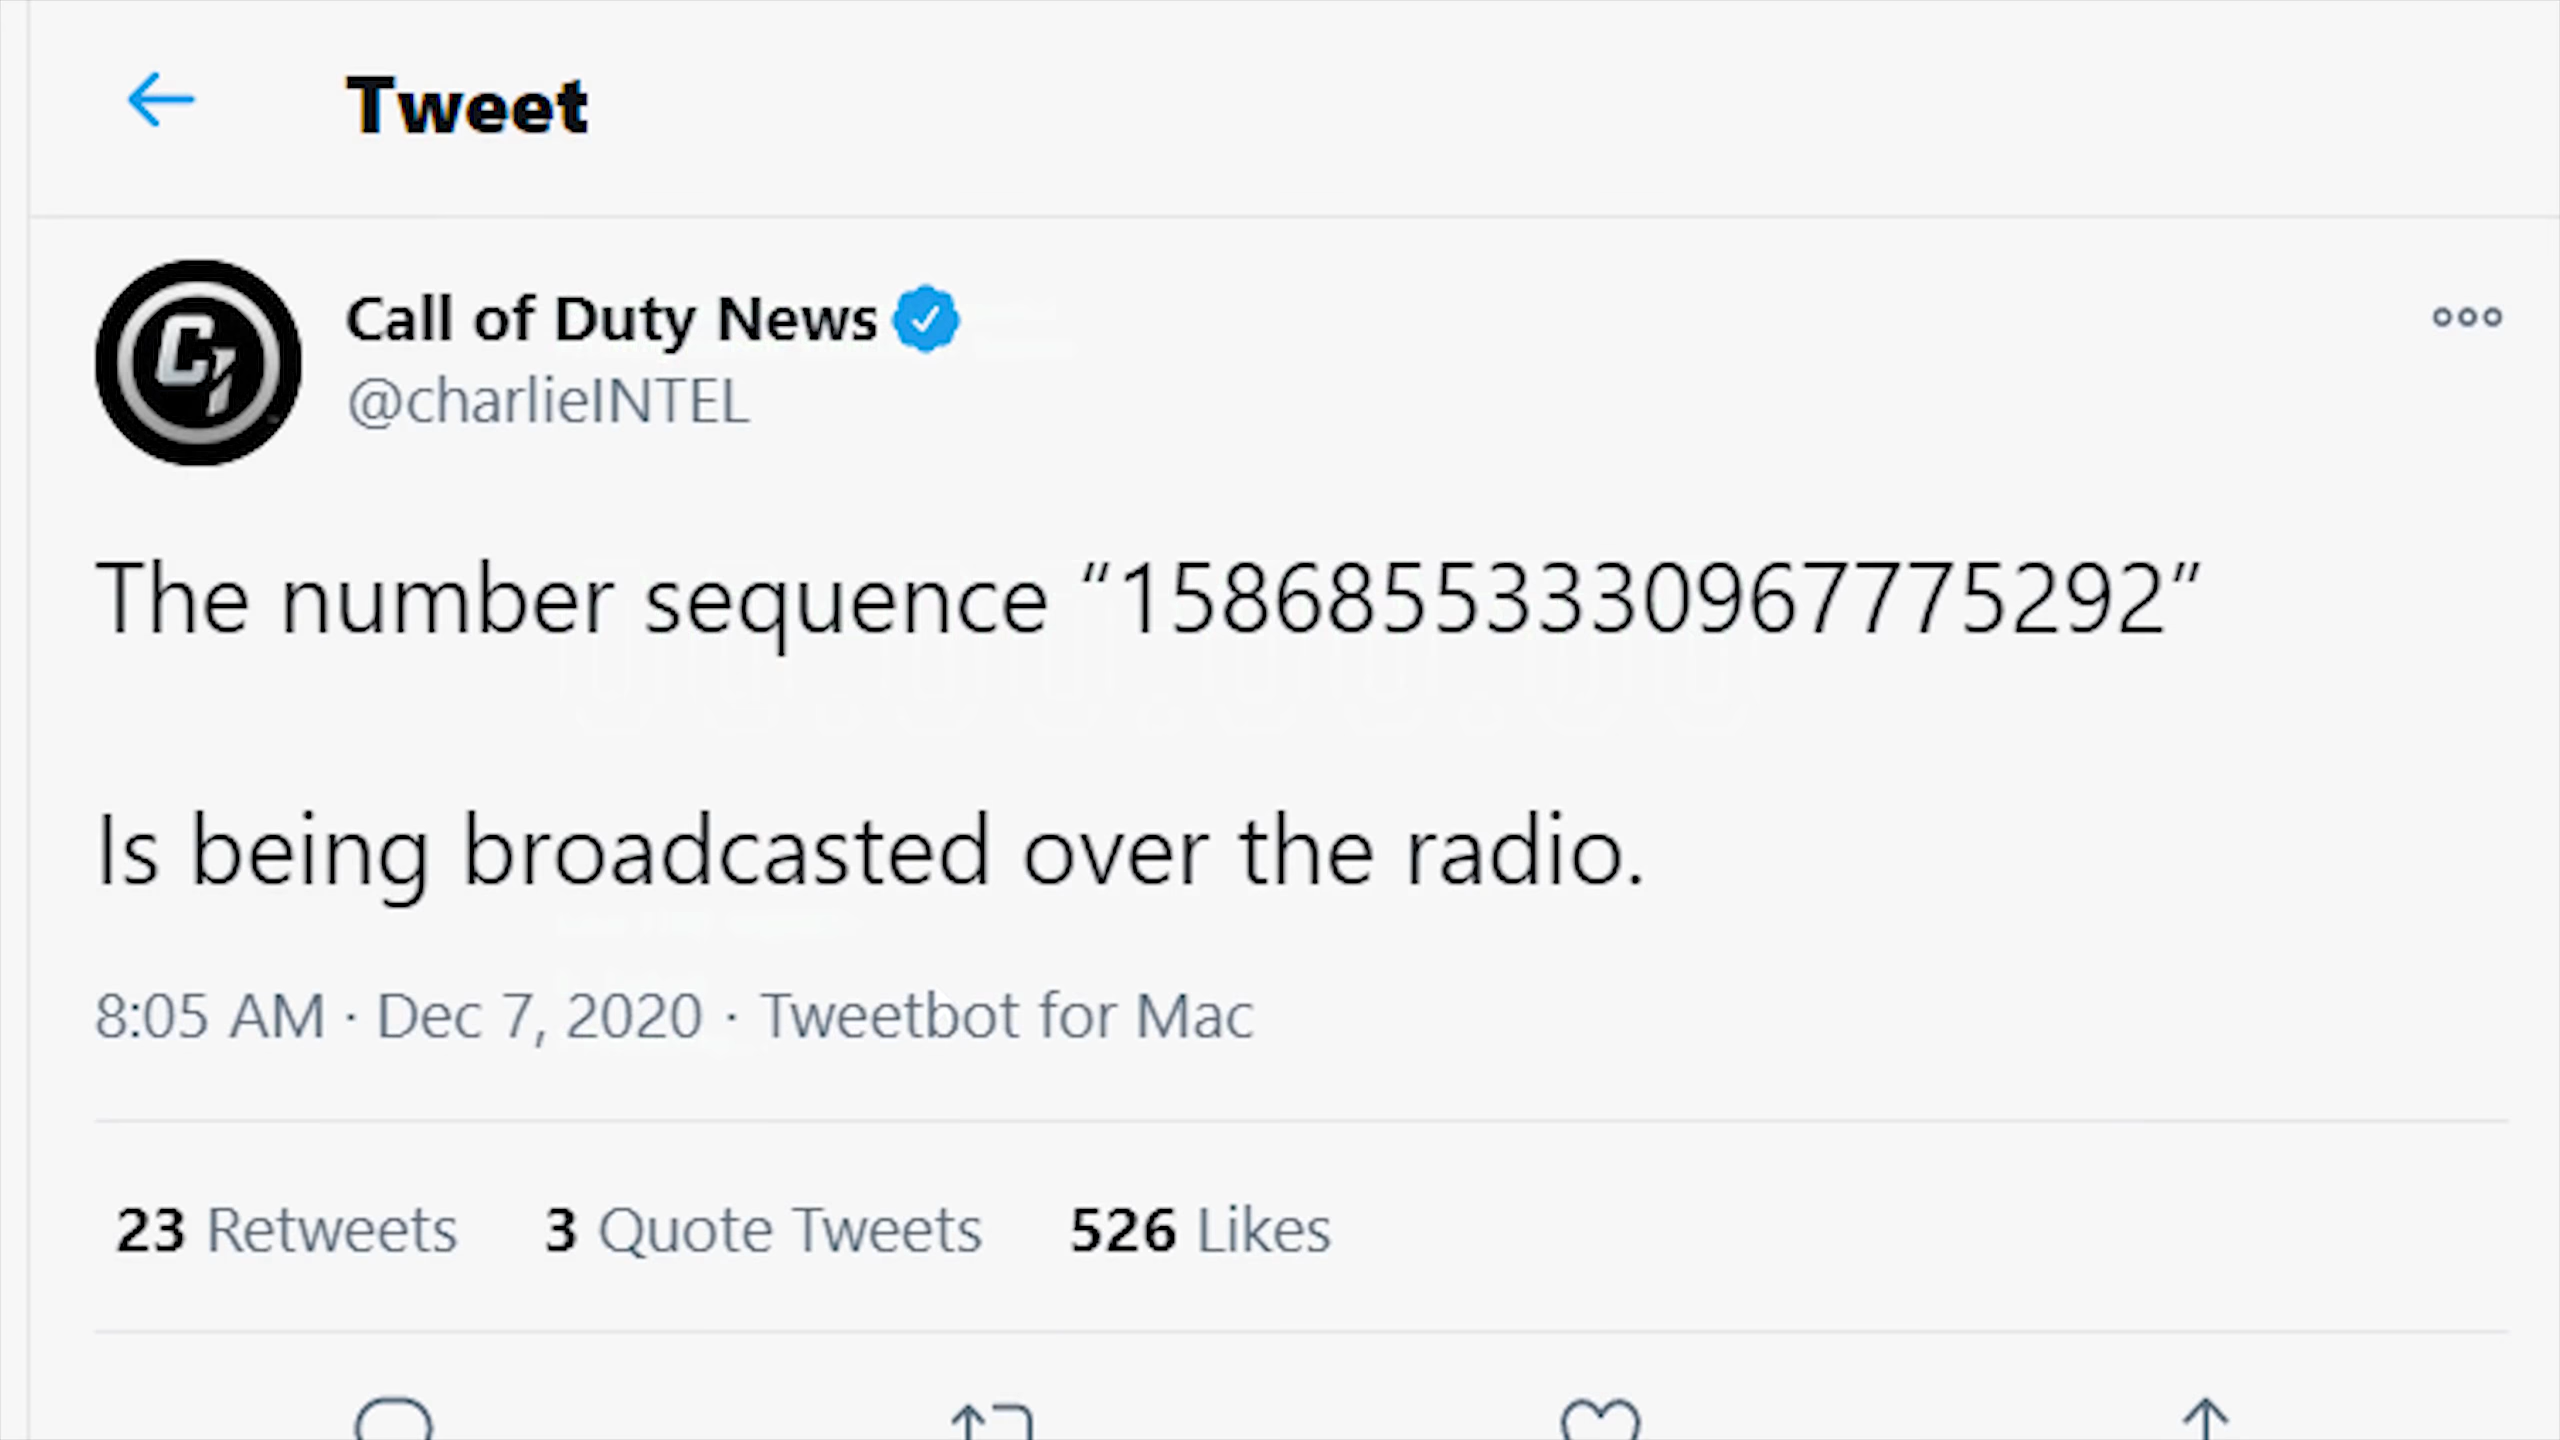 Tweet
Call of Duty News
@charlieINTEL
The number sequence “15868553330967775292”
Is being broadcasted over the radio.
8:05 AM · Dec 7, 2020 · Tweetbot for Mac
23 Retweets 3 Quote Tweets 526 Likes